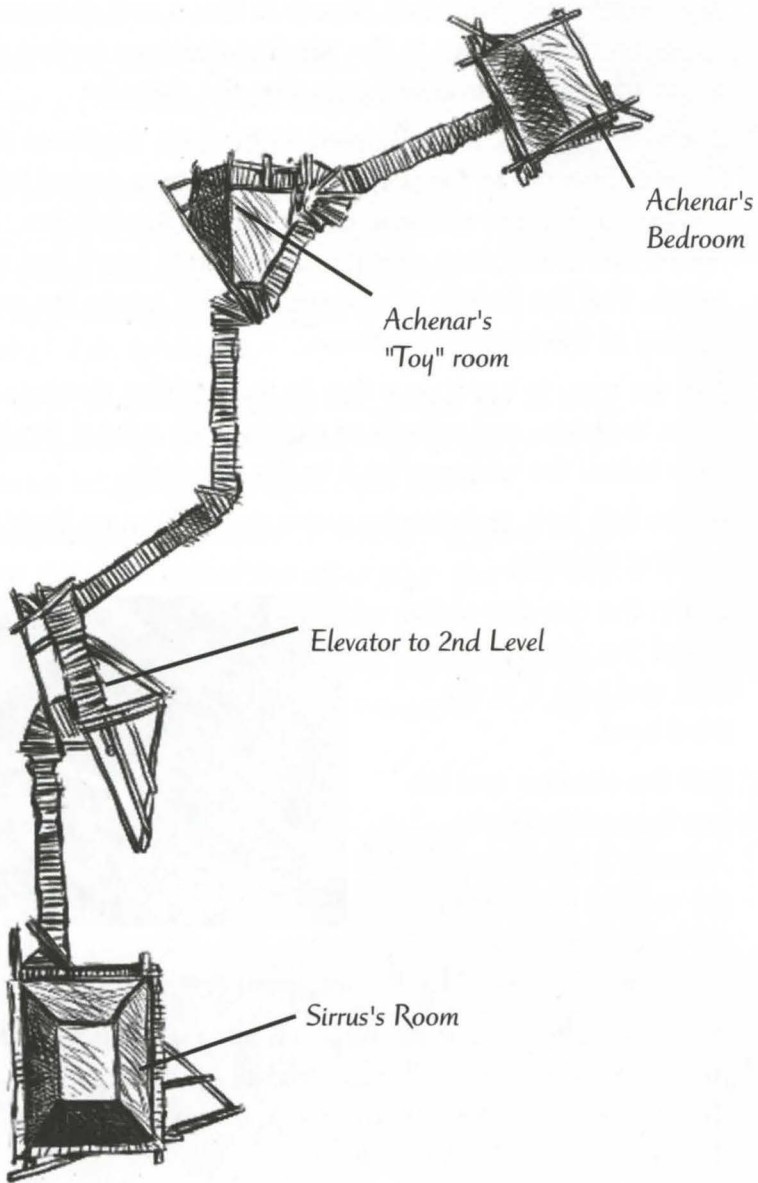 Achenar's
Bedroom
Achenar's
"Toy" room
Elevator to 2nd Level
Sirrus's Room